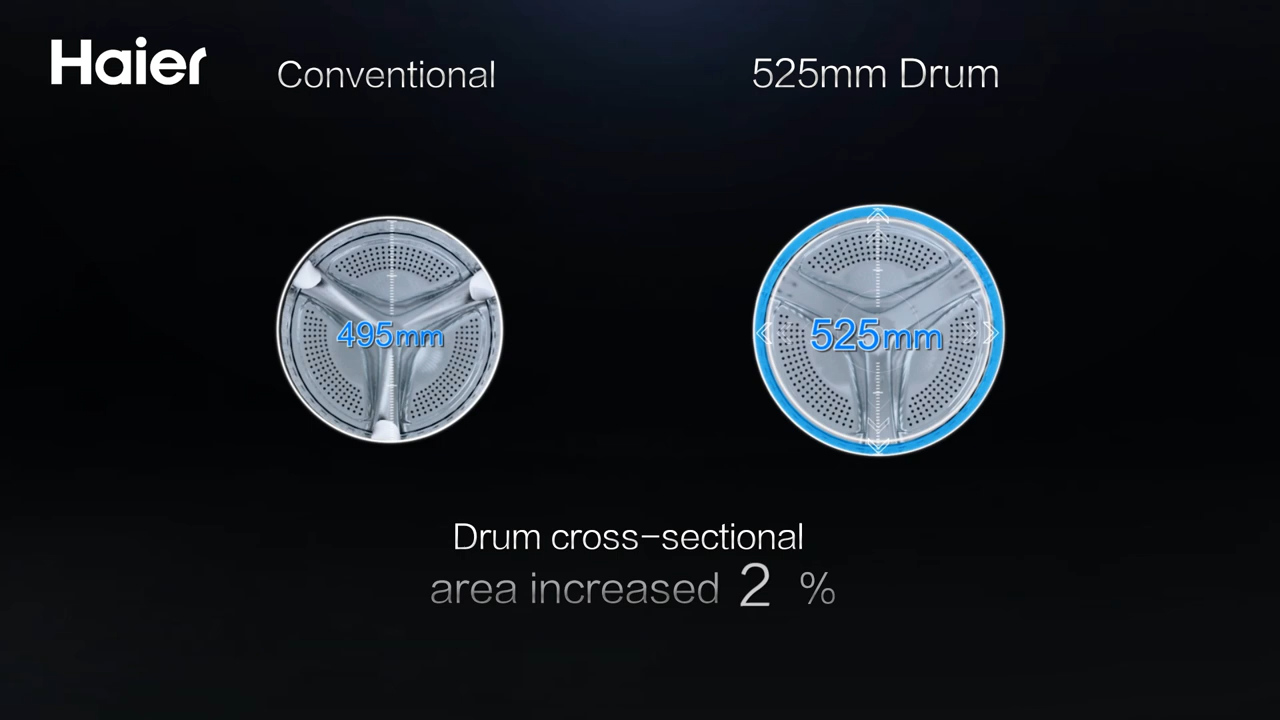 Haier
Conventional
525mm Drum
495mm
525mm
Drum cross-sectional
area increased 2 %